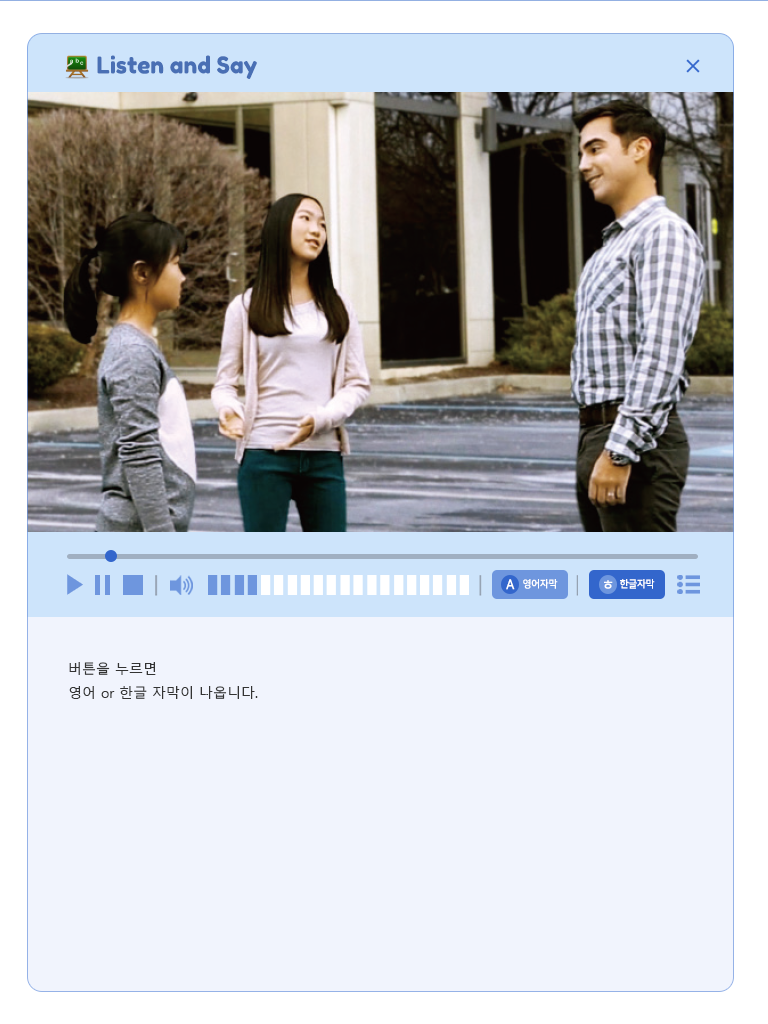 Listen and Say
A 영어자막
ㅎ 한글자막
버튼을 누르면
영어 or 한글 자막이 나옵니다.